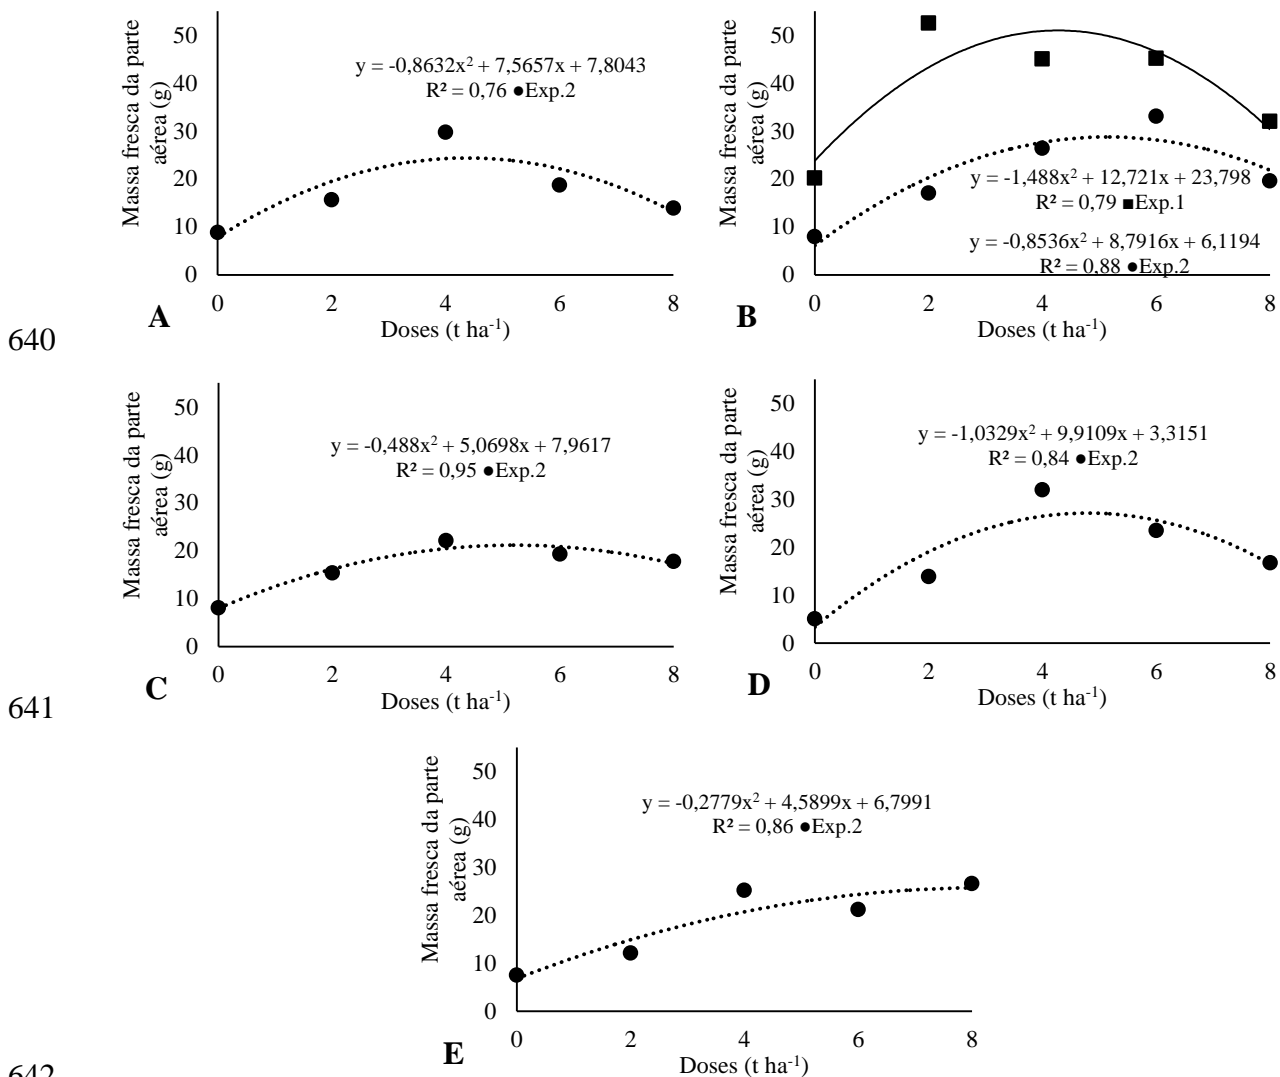 50
40
30
20
10
0
Massa fresca da parte
aérea (g)
y = -0,8632x² + 7,5657x + 7,8043
R² = 0,76 ●Exp.2
0 2 4 6 8
A
Doses (t ha⁻¹)
50
40
30
20
10
0
Massa fresca da parte
aérea (g)
y = -1,488x² + 12,721x + 23,798
R² = 0,79 ■Exp.1
y = -0,8536x² + 8,7916x + 6,1194
R² = 0,88 ●Exp.2
0 2 4 6 8
B
Doses (t ha⁻¹)
640
50
40
30
20
10
0
Massa fresca da parte
aérea (g)
y = -0,488x² + 5,0698x + 7,9617
R² = 0,95 ●Exp.2
0 2 4 6 8
C
Doses (t ha⁻¹)
50
40
30
20
10
0
Massa fresca da parte
aérea (g)
y = -1,0329x² + 9,9109x + 3,3151
R² = 0,84 ●Exp.2
0 2 4 6 8
D
Doses (t ha⁻¹)
641
50
40
30
20
10
0
Massa fresca da parte
aérea (g)
y = -0,2779x² + 4,5899x + 6,7991
R² = 0,86 ●Exp.2
0 2 4 6 8
E
Doses (t ha⁻¹)
642